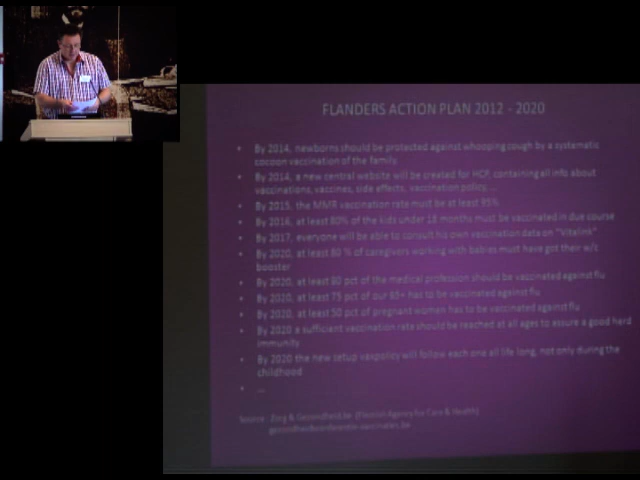 FLANDERS ACTION PLAN 2012 - 2020
• By 2014, newborns should be protected against whooping cough by a systematic
cocoon vaccination of the family
• By 2014, a new central website will be created for HCP, containing all info about
vaccinations, vaccines, side effects, vaccination policy, ...
• By 2015, the MMR vaccination rate must be at least 95%
• By 2016, at least 80% of the kids under 18 months must be vaccinated in due course
• By 2017, everyone will be able to consult his own vaccination data on "Vitalink"
• By 2020, at least 80 % of caregivers working with babies must have got their
booster
• By 2020, at least 80 pct of the medical profession should be vaccinated against flu
• By 2020, at least 75 pct of our 65+ has to be vaccinated against flu
• By 2020, at least 50 pct of pregnant women has to be vaccinated against flu
• By 2020 a sufficient vaccination rate should be reached at all ages to assure a good herd
immunity
• By 2020 the new setup vaxpolicy will follow each one all life long, not only during the
childhood
• ...
Source : Zorg & Gezondheid.be (Flemish Agency for Care & Health)